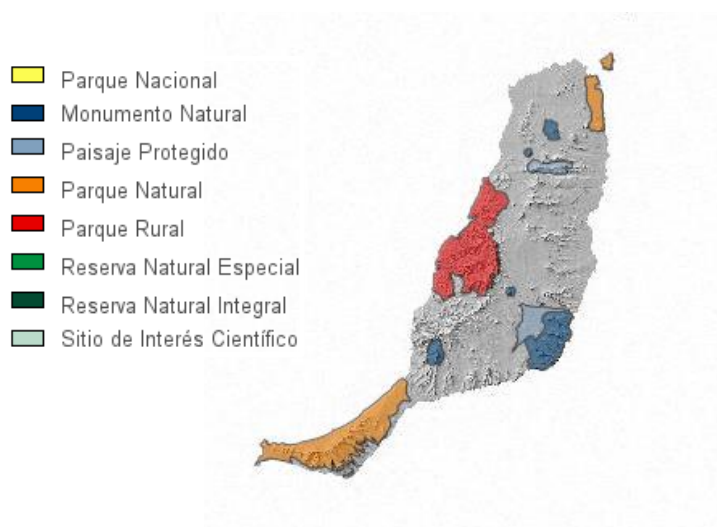 Parque Nacional
Monumento Natural
Paisaje Protegido
Parque Natural
Parque Rural
Reserva Natural Especial
Reserva Natural Integral
Sitio de Interés Científico